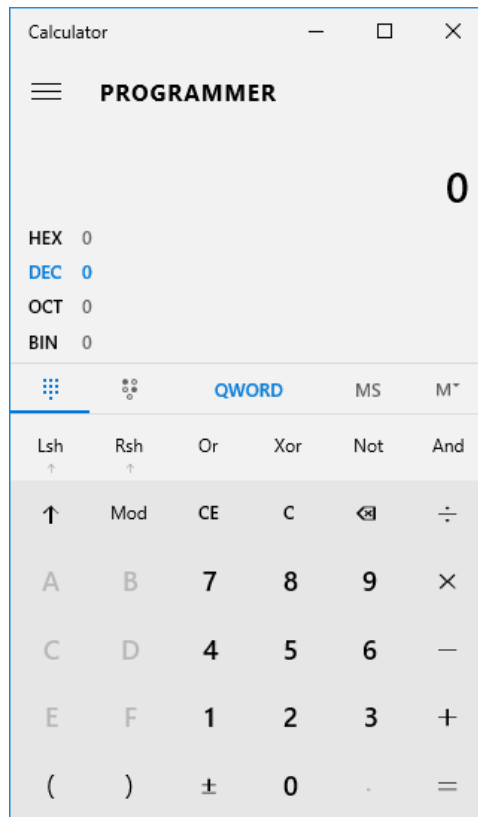 Calculator
PROGRAMMER
0
HEX 0
DEC 0
OCT 0
BIN 0
QWORD MS M
Lsh Rsh Or Xor Not And
↑ Mod CE C ÷
A B 7 8 9 ×
C D 4 5 6 −
E F 1 2 3 +
( ) ± 0 . =